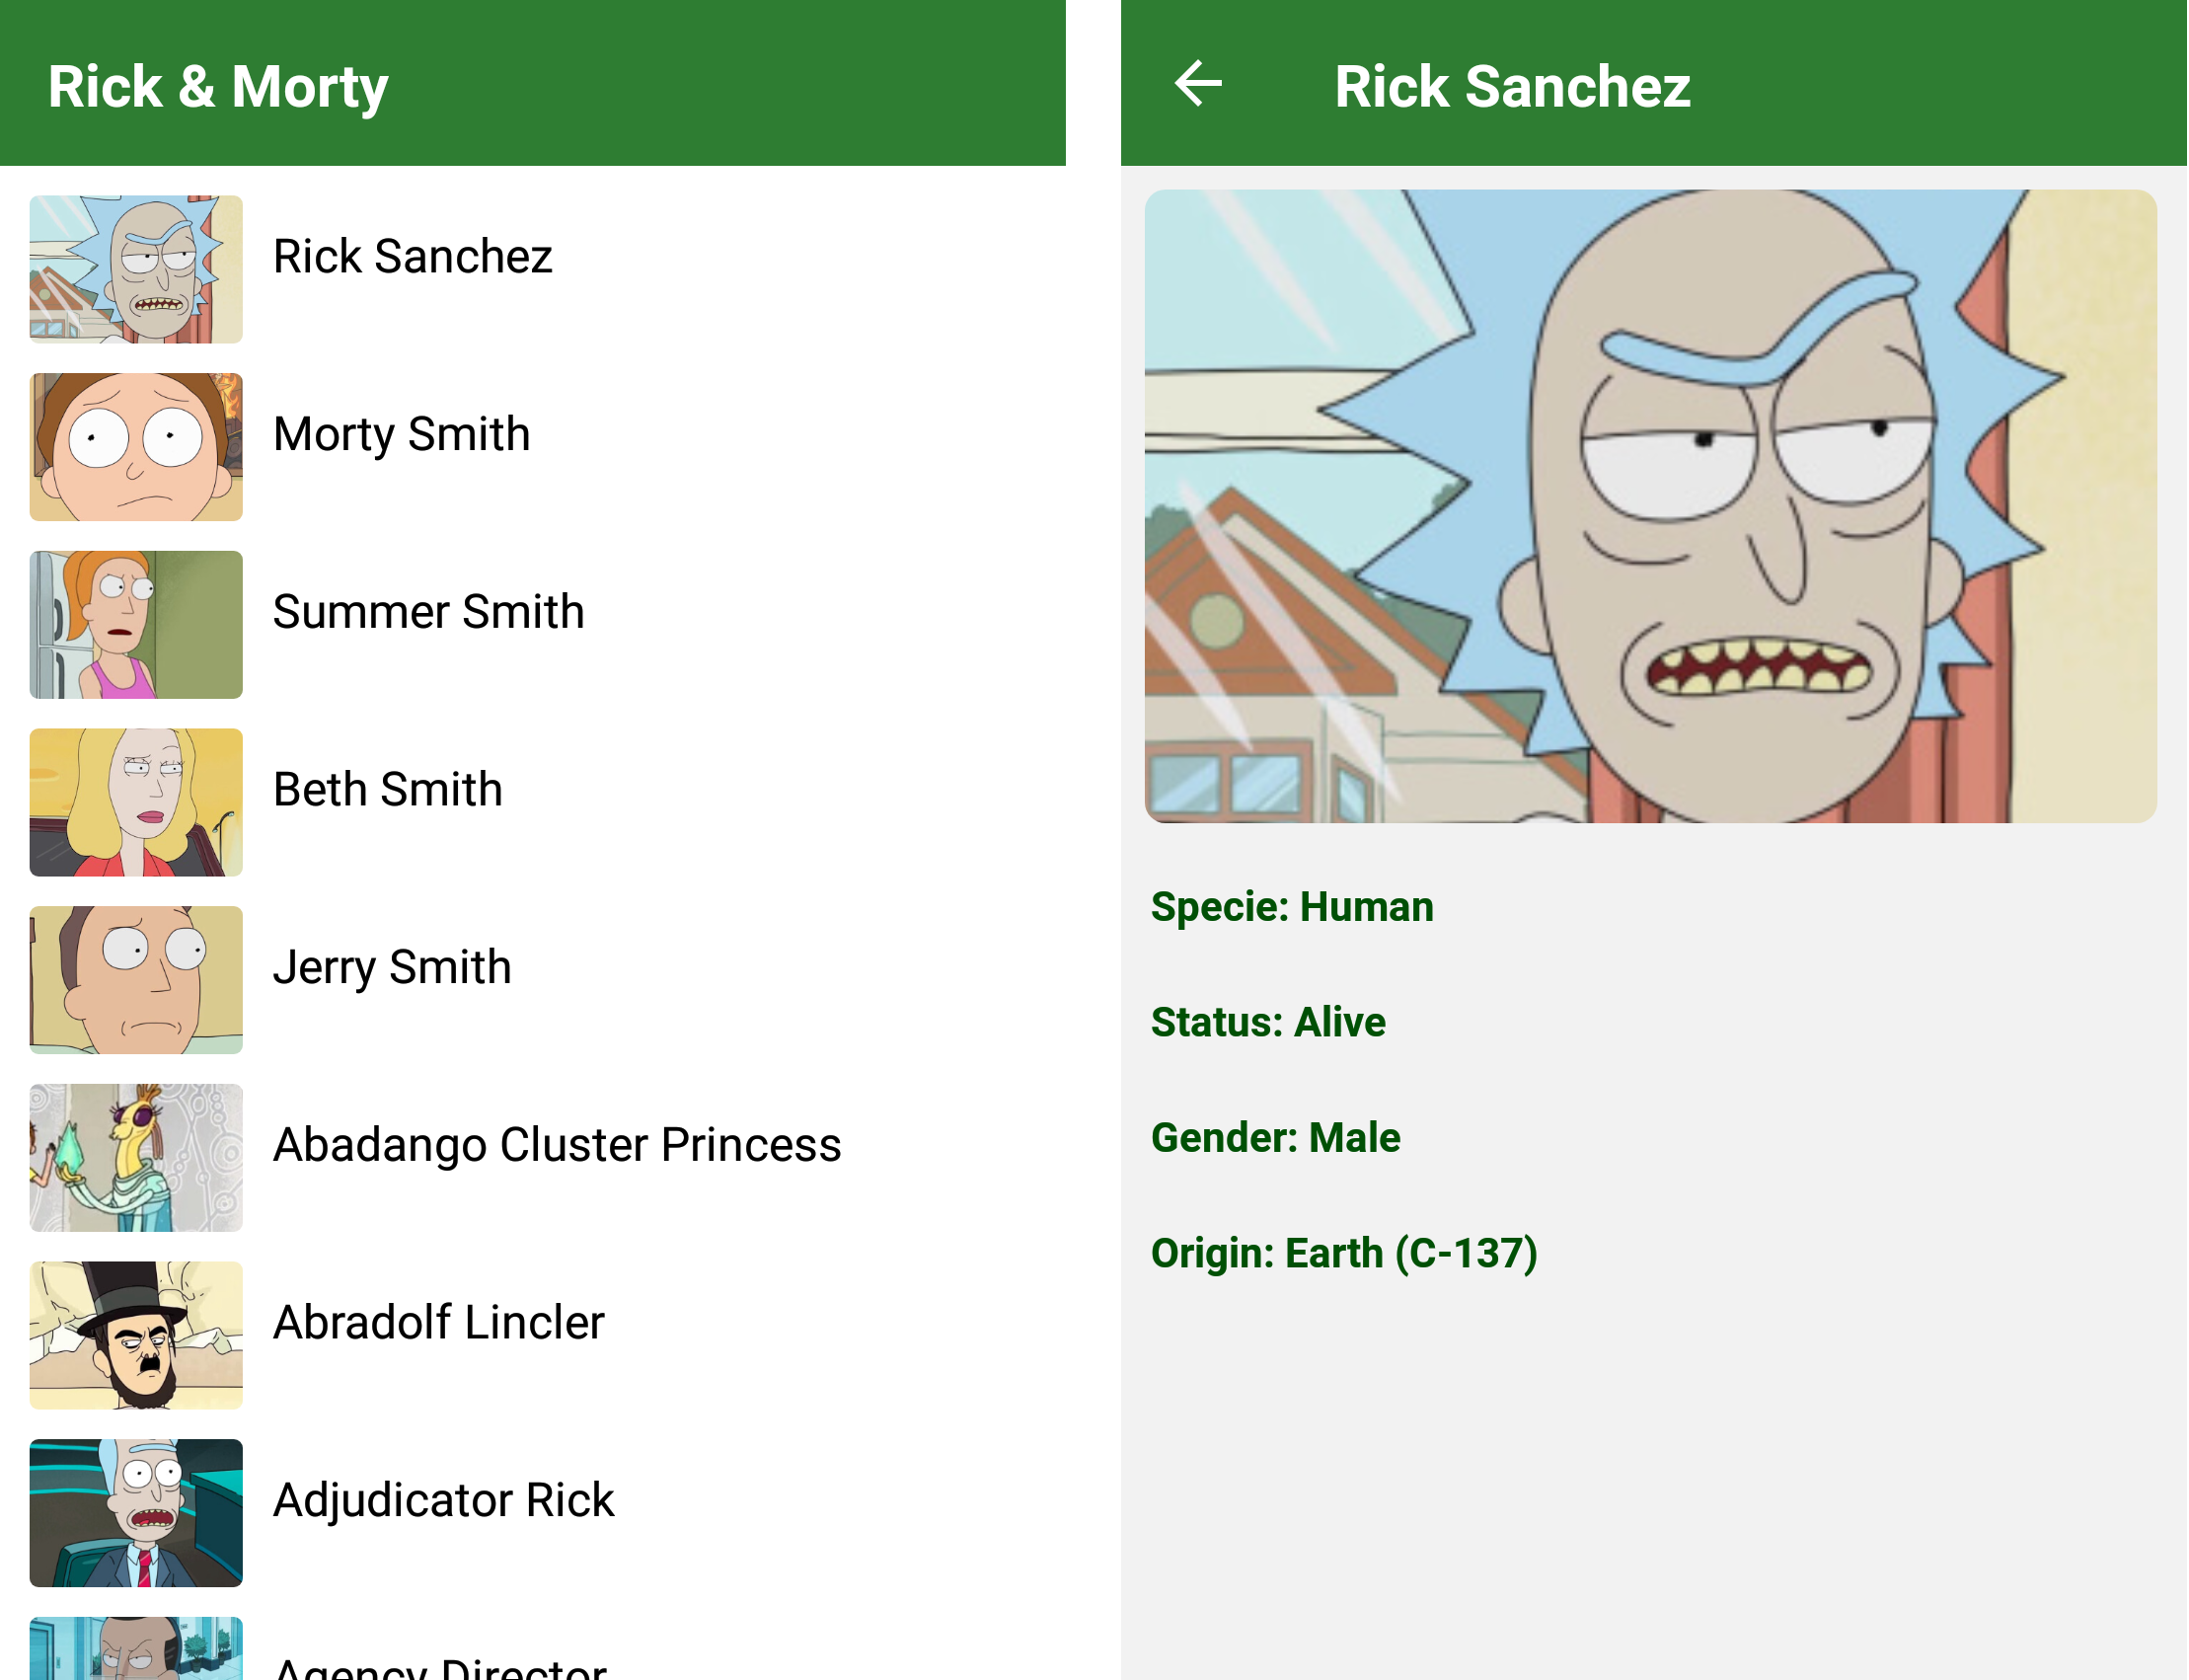 Rick & Morty
Rick Sanchez
Morty Smith
Summer Smith
Beth Smith
Jerry Smith
Abadango Cluster Princess
Abradolf Lincler
Adjudicator Rick
Agency Director
Rick Sanchez
Specie: Human
Status: Alive
Gender: Male
Origin: Earth (C-137)